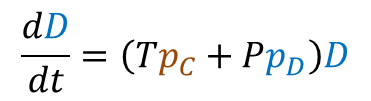 dD/dt = (Tp_C + Pp_D)D